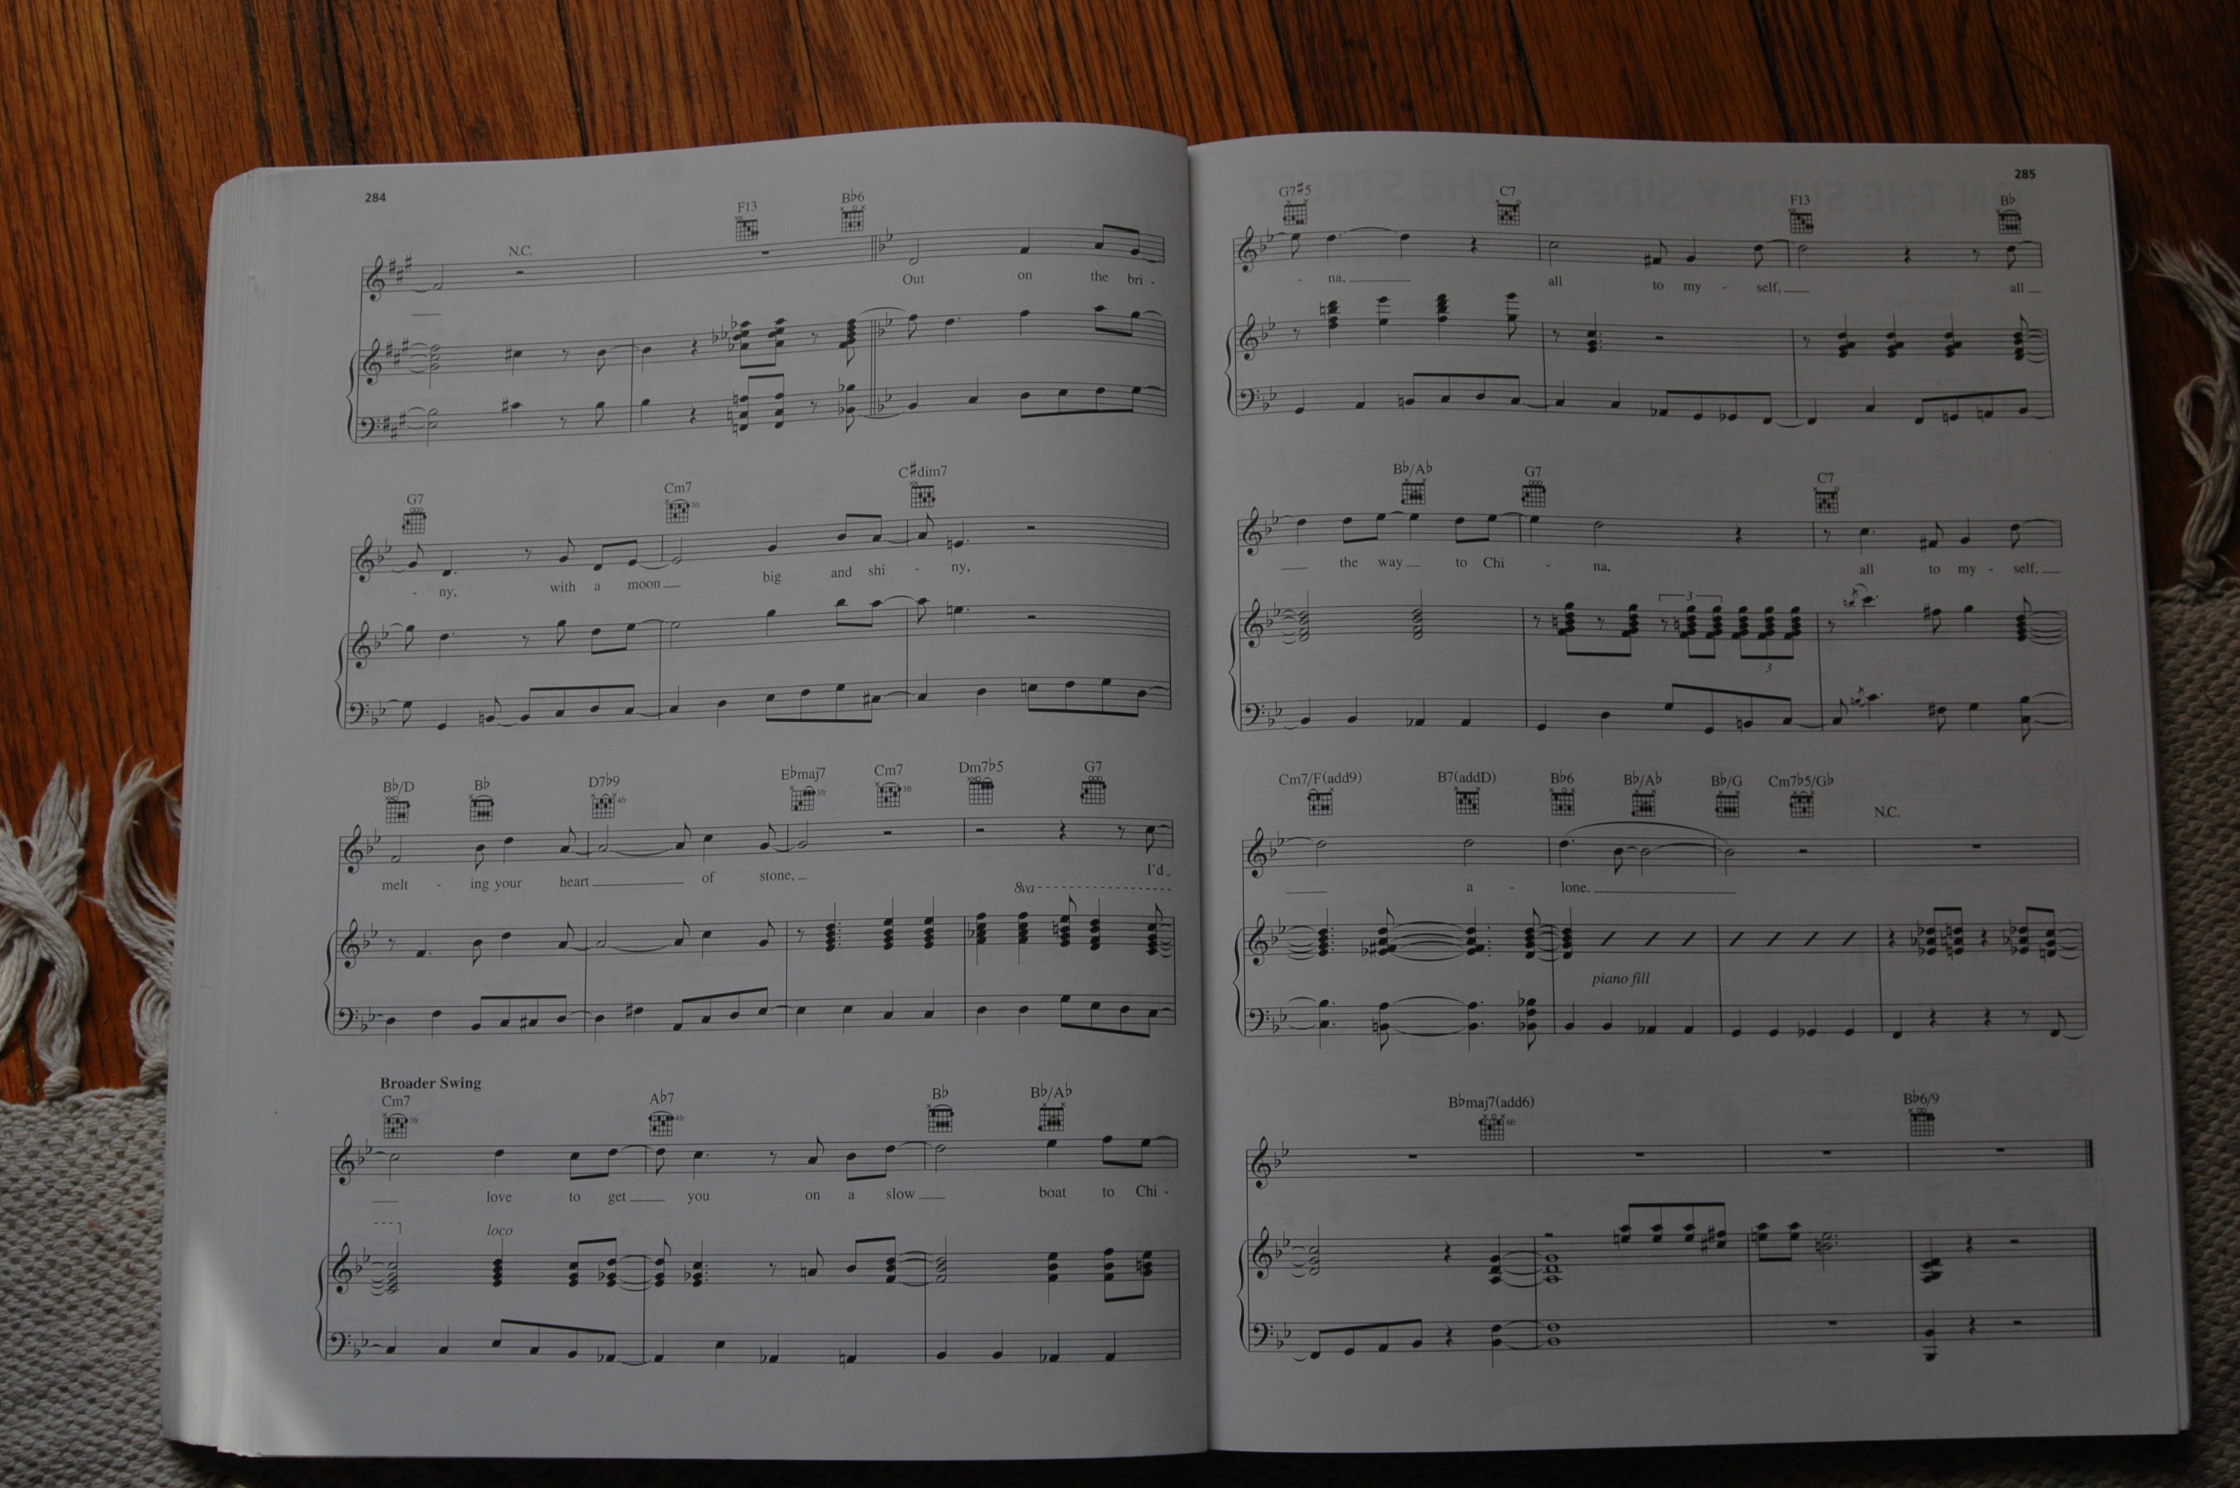 284
F13 B♭6
N.C.
Out on the bri -
G7 Cm7 C♯dim7
- ny, with a moon big and shi - ny,
B♭/D B♭ D7♭9 E♭maj7 Cm7 Dm7♭5 G7
melt - ing your heart of stone, I'd
8va
Broader Swing
Cm7 A♭7 B♭ B♭/A♭
love to get you on a slow boat to Chi -
loco
285
G7♯5 C7 F13 B♭
- na, all to my - self, all
B♭/A♭ G7 C7
the way to Chi - na, all to my - self,
3
3
Cm7/F(add9) B7(addD) B♭6 B♭/A♭ B♭/G Cm7♭5/G♭
N.C.
a - lone.
piano fill
B♭maj7(add6) B♭6/9